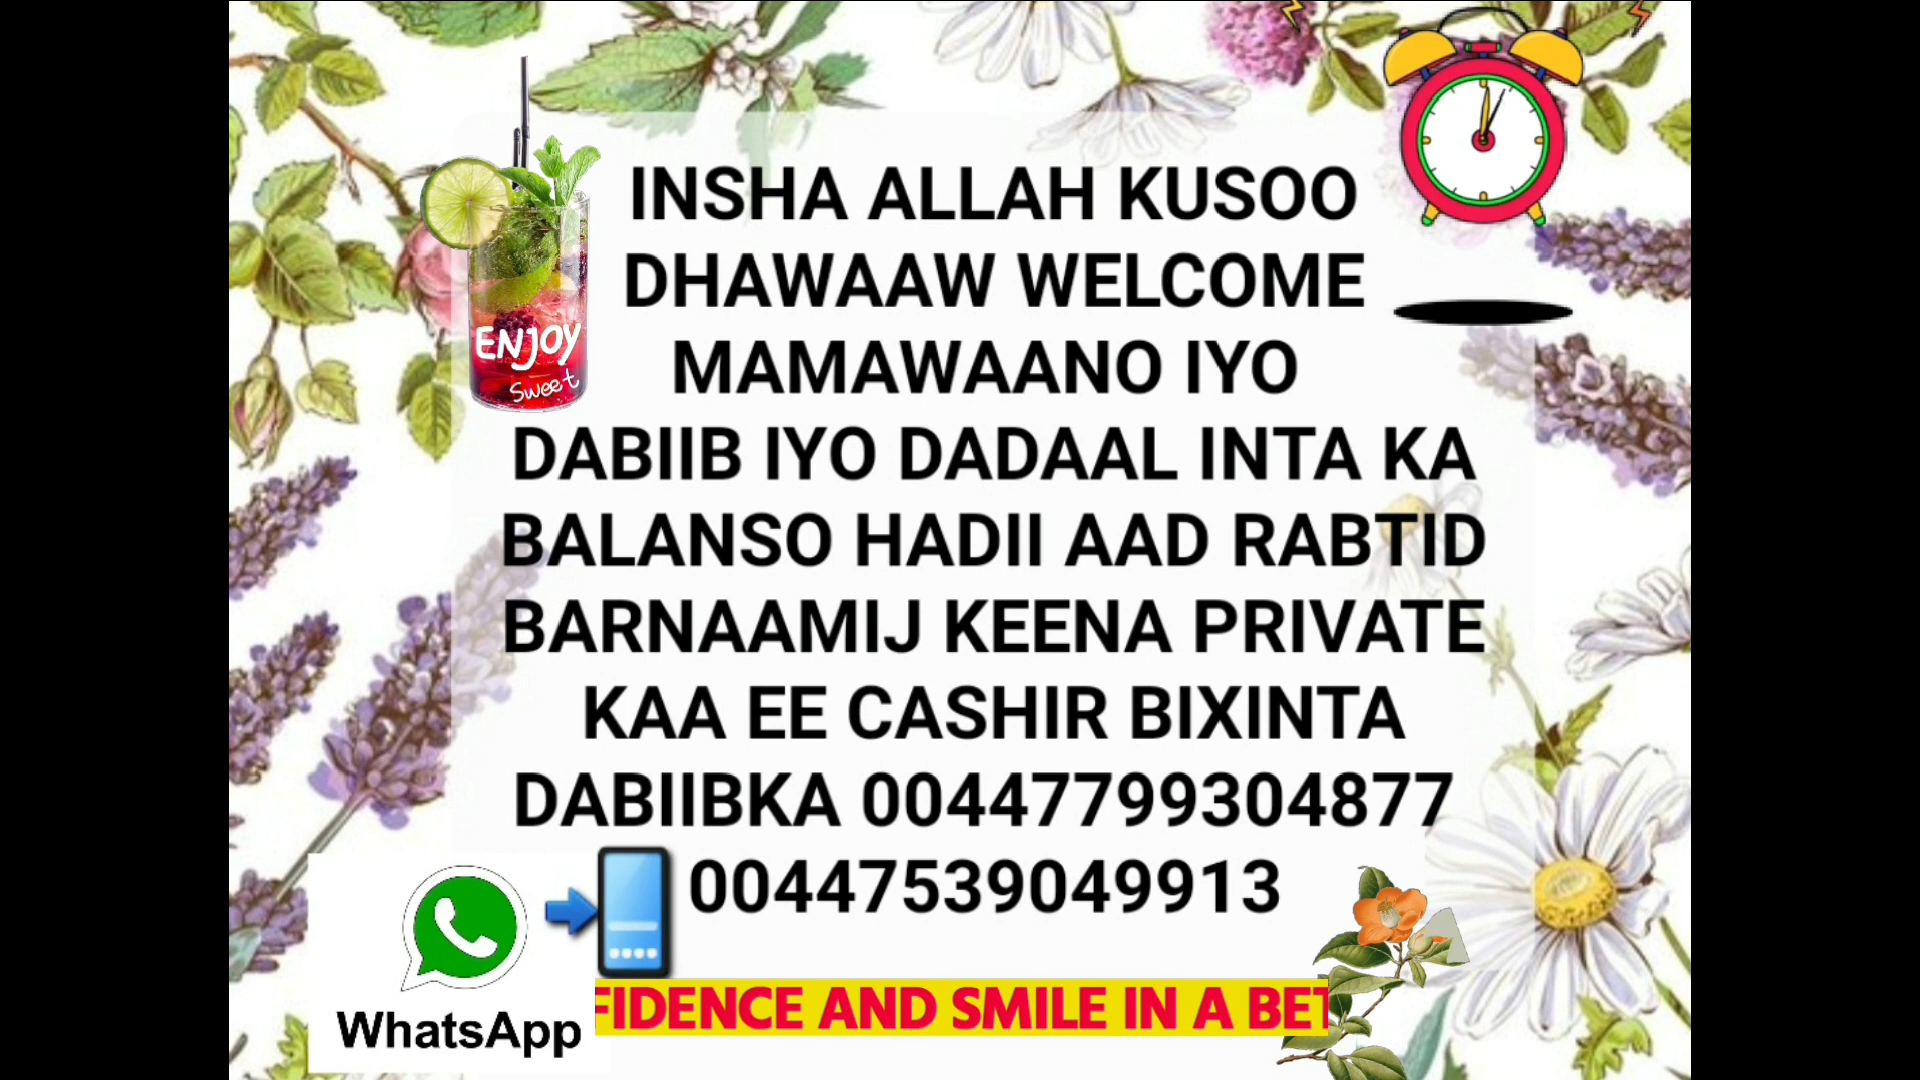 INSHA ALLAH KUSOO
DHAWAAW WELCOME
MAMAWAANO IYO
DABIIB IYO DADAAL INTA KA
BALANSO HADII AAD RABTID
BARNAAMIJ KEENA PRIVATE
KAA EE CASHIR BIXINTA
DABIIBKA 00447799304877
00447539049913
ENJOY
Sweet
WhatsApp
FIDENCE AND SMILE IN A BET